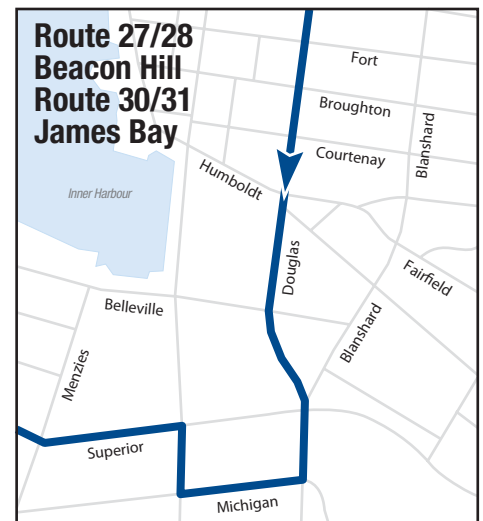 Route 27/28
Beacon Hill
Route 30/31
James Bay
Fort
Broughton
Blanshard
Courtenay
Humboldt
Inner Harbour
Douglas
Fairfield
Belleville
Blanshard
Menzies
Superior
Michigan